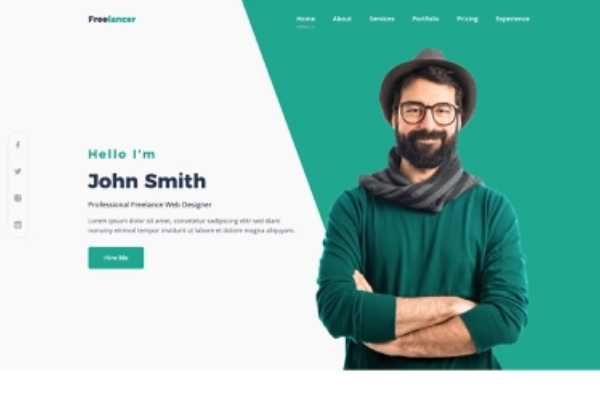 Freelancer
Home About Services Portfolio Pricing Experience
Hello I'm
John Smith
Professional Freelance Web Designer
Lorem ipsum dolor sit amet, consetetur sadipscing elitr sed diam
nonumy eirmod tempor invidunt ut labore et dolore magna aliquyam.
Hire Me